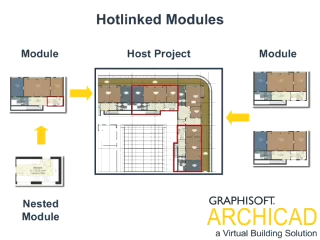 Hotlinked Modules
Module
Host Project
Module
Nested
Module
GRAPHISOFT.
ARCHICAD
a Virtual Building Solution